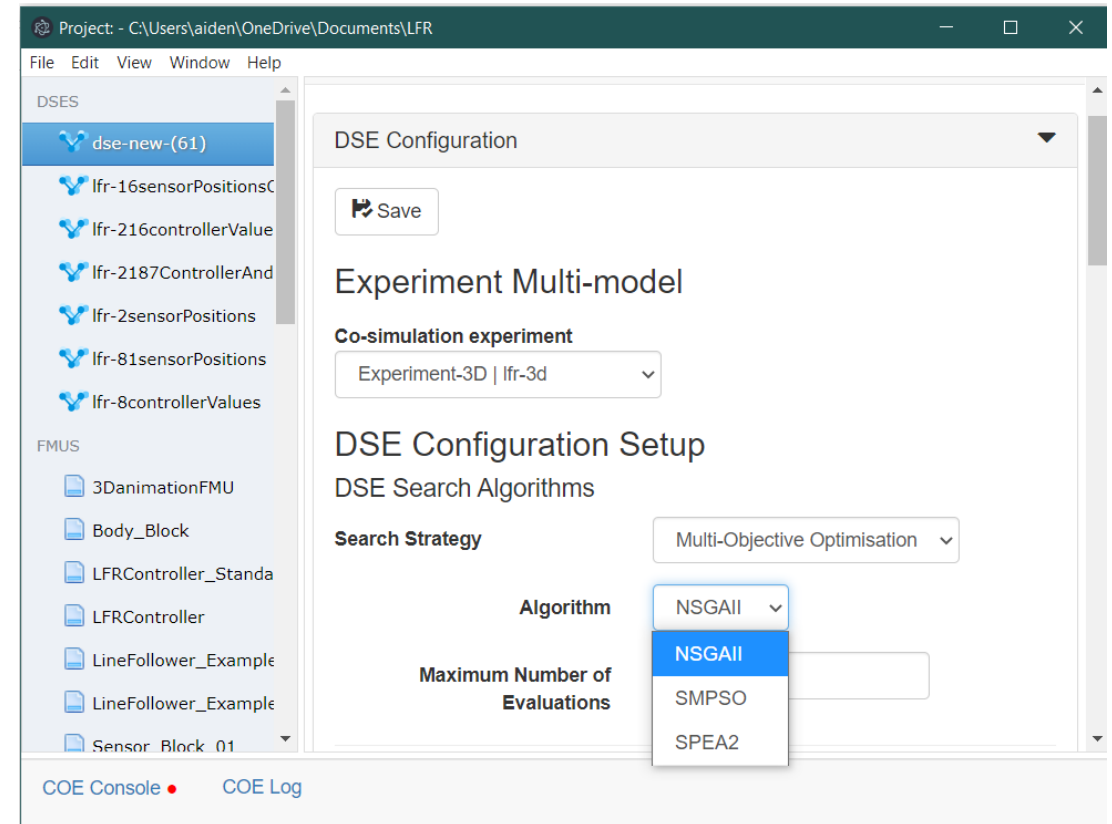 Project: - C:\Users\aiden\OneDrive\Documents\LFR
File Edit View Window Help
DSES
dse-new-(61)
lfr-16sensorPositionsC
lfr-216controllerValue
lfr-2187ControllerAnd
lfr-2sensorPositions
lfr-81sensorPositions
lfr-8controllerValues
FMUS
3DanimationFMU
Body_Block
LFRController_Standa
LFRController
LineFollower_Example
LineFollower_Example
Sensor_Block_01
DSE Configuration
Save
Experiment Multi-model
Co-simulation experiment
Experiment-3D | lfr-3d
DSE Configuration Setup
DSE Search Algorithms
Search Strategy
Multi-Objective Optimisation
Algorithm
NSGAII
NSGAII
SMPSO
SPEA2
Maximum Number of
Evaluations
COE Console
COE Log